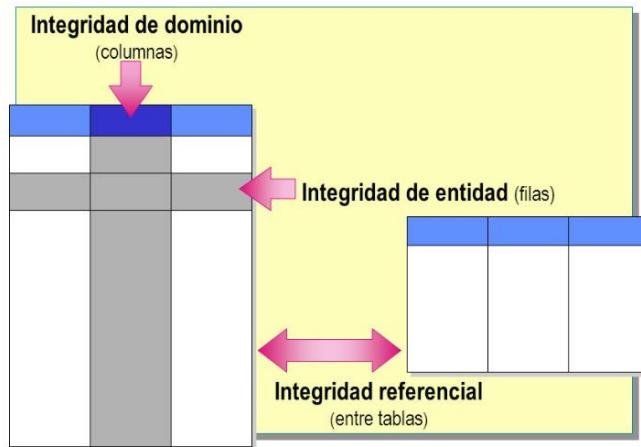 Integridad de dominio
(columnas)
Integridad de entidad (filas)
Integridad referencial
(entre tablas)